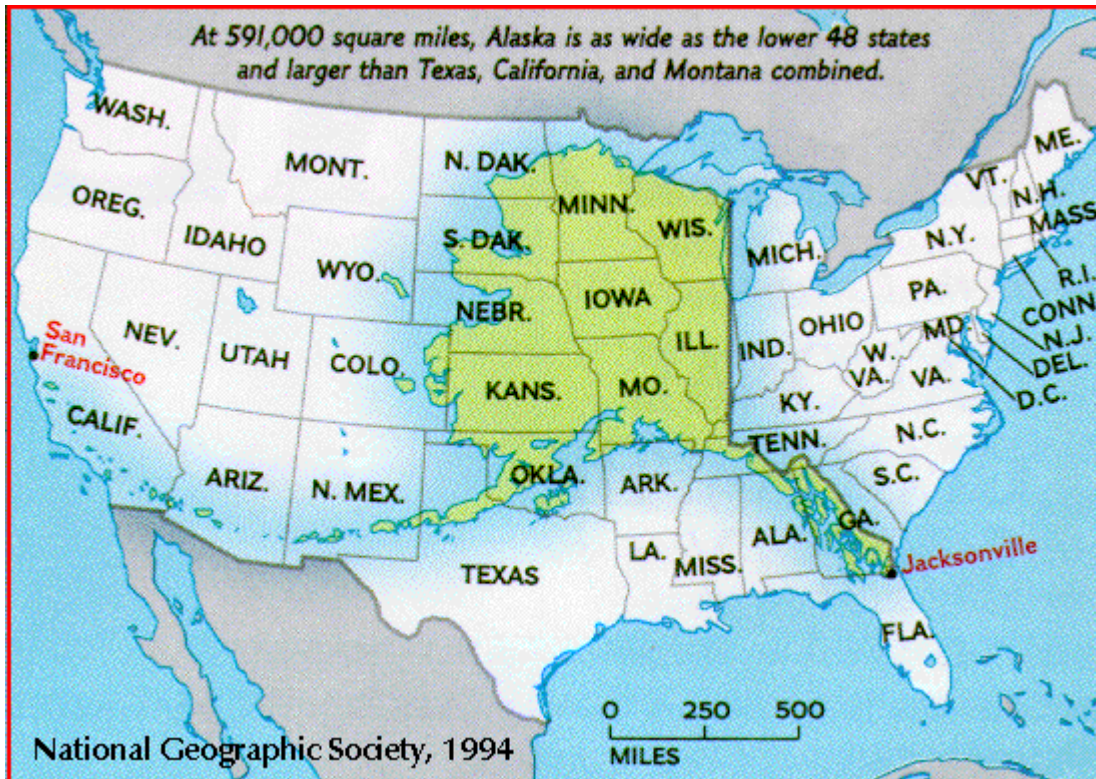 At 591,000 square miles, Alaska is as wide as the lower 48 states
and larger than Texas, California, and Montana combined.
WASH.
MONT.
N. DAK.
MINN.
ME.
VT.
N.H.
OREG.
IDAHO
S. DAK.
WIS.
MICH.
N.Y.
MASS.
WYO.
R.I.
NEBR.
IOWA
PA.
CONN.
San
Francisco
NEV.
UTAH
COLO.
KANS.
MO.
ILL.
IND.
OHIO
W.
VA.
MD.
VA.
N.J.
DEL.
D.C.
CALIF.
KY.
ARIZ.
N. MEX.
OKLA.
ARK.
TENN.
N.C.
S.C.
TEXAS
LA.
MISS.
ALA.
GA.
Jacksonville
FLA.
0 250 500
MILES
National Geographic Society, 1994